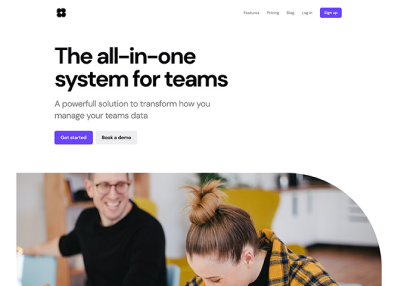 Features Pricing Blog Log in Sign up
The all-in-one
system for teams
A powerfull solution to transform how you
manage your teams data
Get started Book a demo